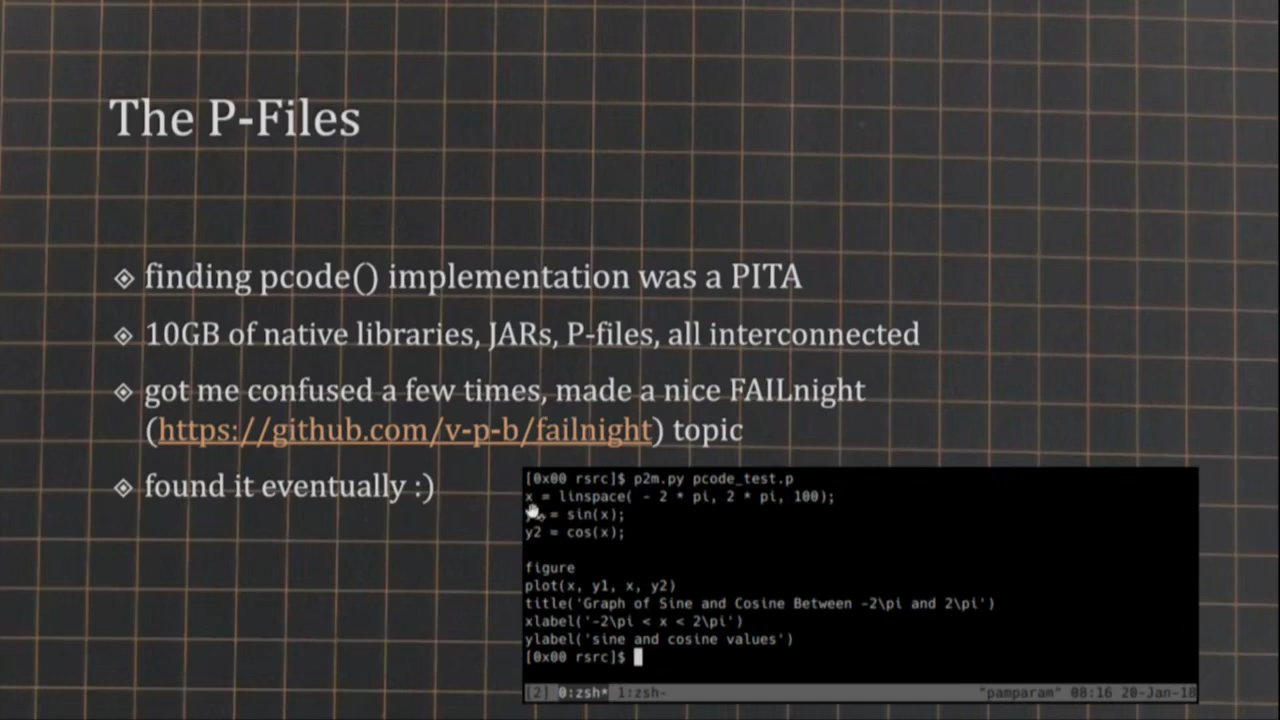 The P-Files
finding pcode() implementation was a PITA
10GB of native libraries, JARs, P-files, all interconnected
got me confused a few times, made a nice FAILnight
(https://github.com/v-p-b/failnight) topic
found it eventually :)
[0x00 rsrc]$ p2m.py pcode_test.p
x = linspace( - 2 * pi, 2 * pi, 100);
= sin(x);
y2 = cos(x);
figure
plot(x, y1, x, y2)
title('Graph of Sine and Cosine Between -2\pi and 2\pi')
xlabel('-2\pi < x < 2\pi')
ylabel('sine and cosine values')
[0x00 rsrc]$
[2] 0:zsh* 1:zsh- "pamparam" 08:16 20-Jan-18